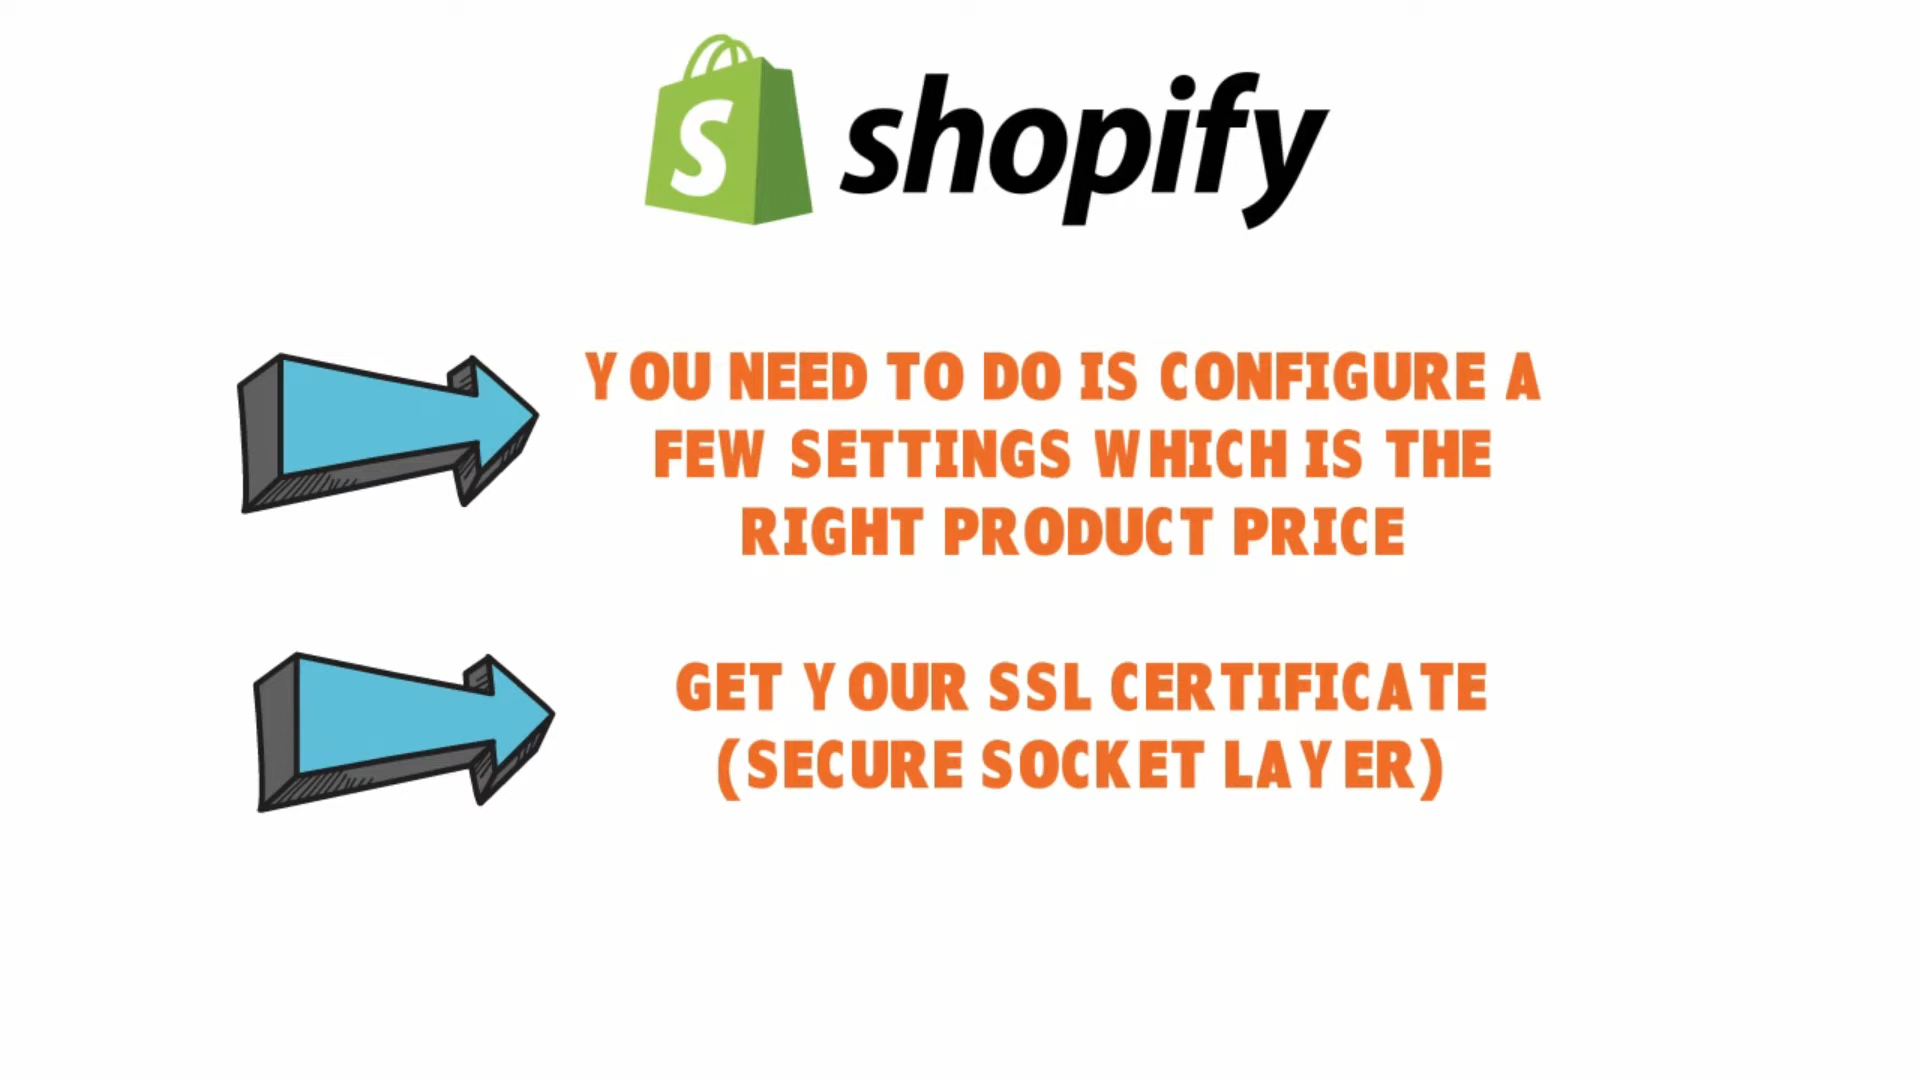 S shopify
YOU NEED TO DO IS CONFIGURE A
FEW SETTINGS WHICH IS THE
RIGHT PRODUCT PRICE
GET YOUR SSL CERTIFICATE
(SECURE SOCKET LAYER)